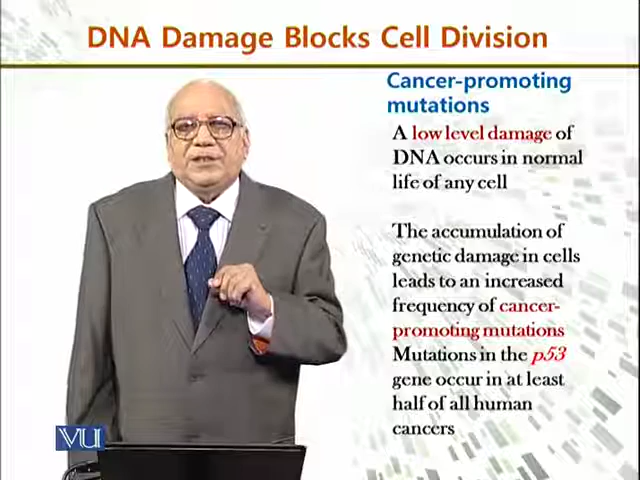 DNA Damage Blocks Cell Division
Cancer-promoting
mutations
A low level damage of
DNA occurs in normal
life of any cell
The accumulation of
genetic damage in cells
leads to an increased
frequency of cancer-
promoting mutations
Mutations in the p53
gene occur in at least
half of all human
cancers
VU